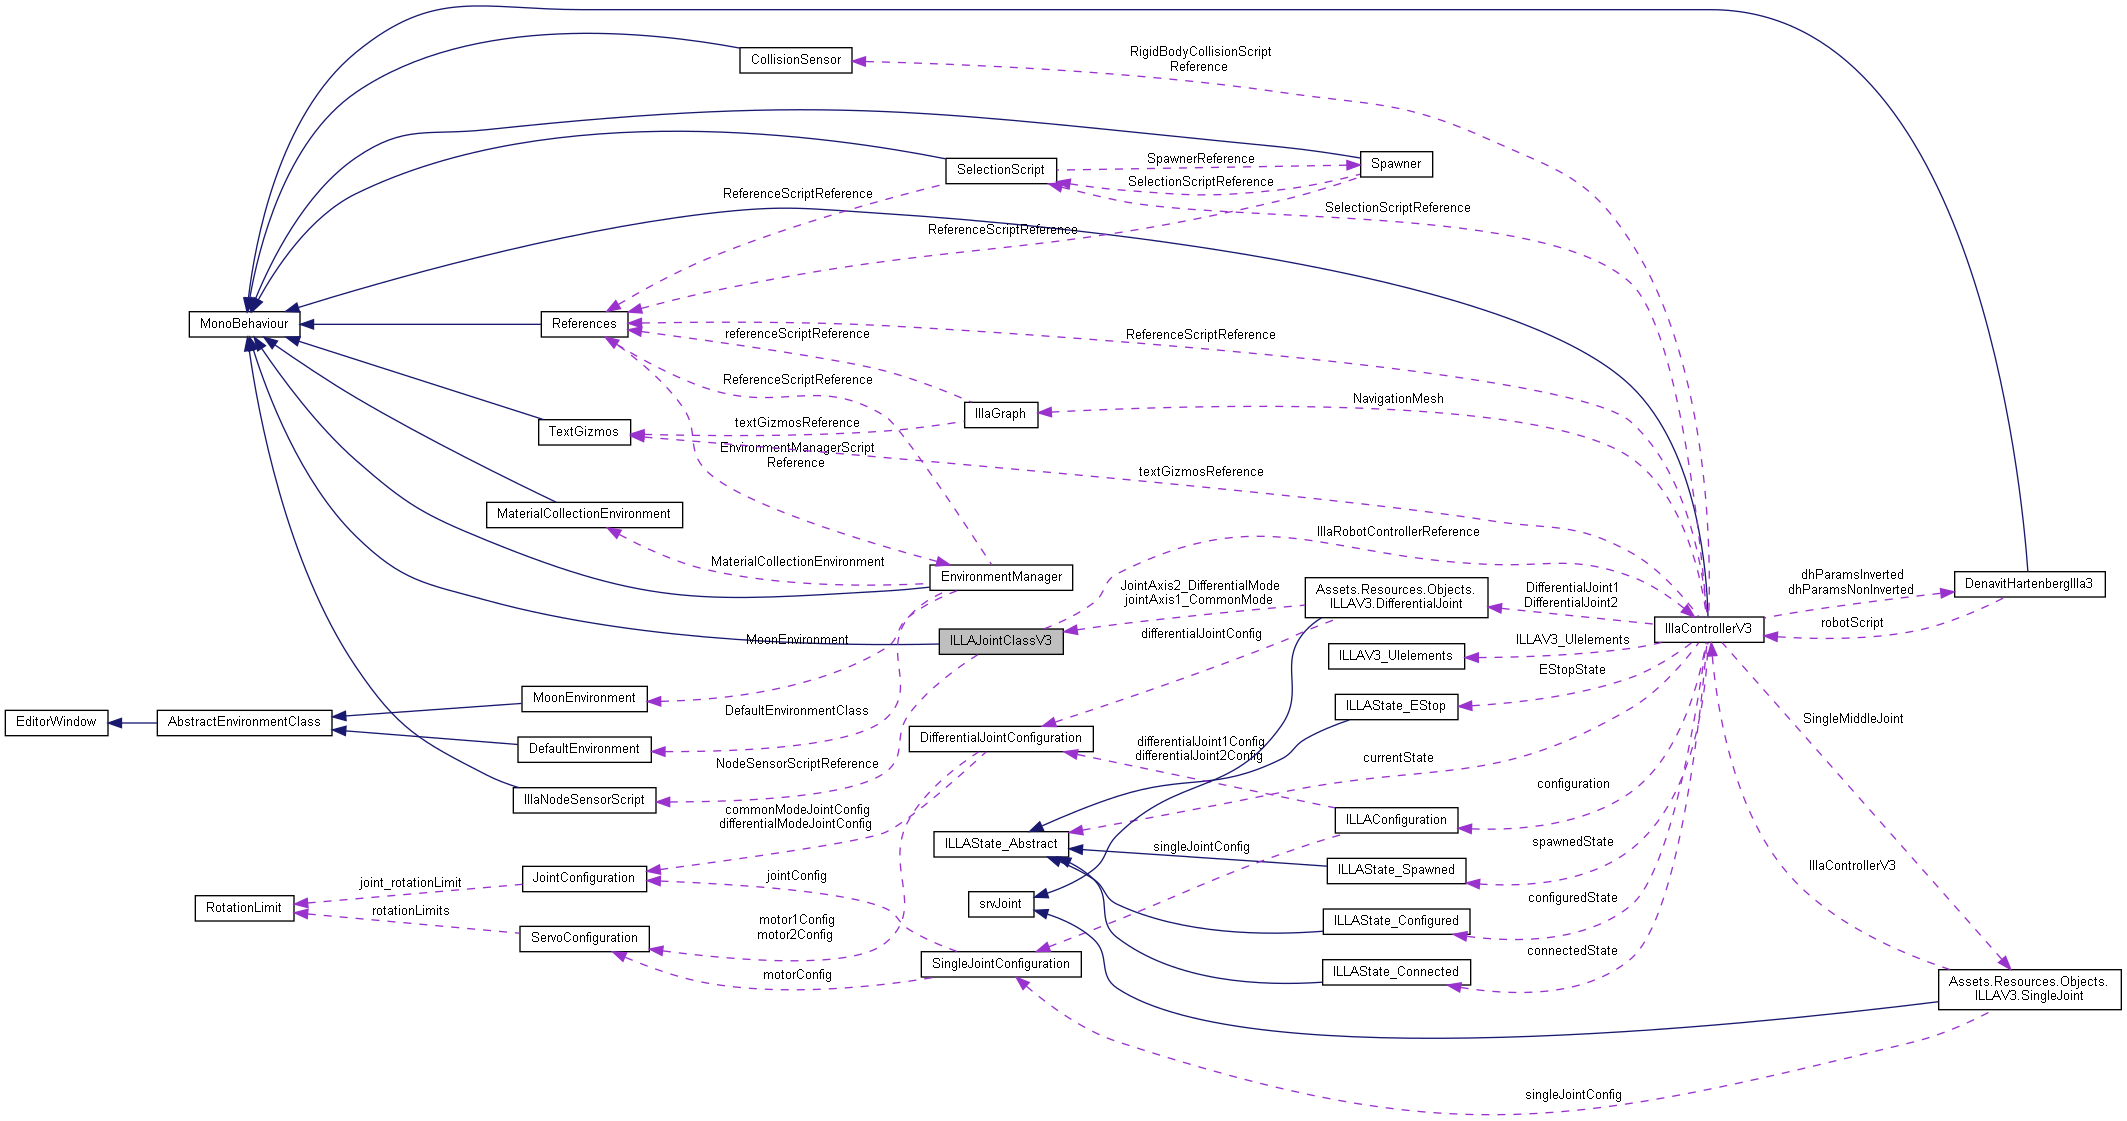 RigidBodyCollisionScript
Reference
CollisionSensor
SpawnerReference
Spawner
SelectionScript
SelectionScriptReference
ReferenceScriptReference
SelectionScriptReference
ReferenceScriptReference
MonoBehaviour
References
referenceScriptReference
ReferenceScriptReference
ReferenceScriptReference
NavigationMesh
IllaGraph
textGizmosReference
TextGizmos
EnvironmentManagerScript
Reference
textGizmosReference
MaterialCollectionEnvironment
IllaRobotControllerReference
MaterialCollectionEnvironment
EnvironmentManager
JointAxis2_DifferentialMode
jointAxis1_CommonMode
Assets.Resources.Objects.
ILLAV3.DifferentialJoint
DifferentialJoint1
DifferentialJoint2
dhParamsInverted
dhParamsNonInverted
DenavitHartenbergIlla3
MoonEnvironment
ILLAJointClassV3
differentialJointConfig
ILLAV3_UIelements
IllaControllerV3
robotScript
ILLAV3_UIelements
EStopState
MoonEnvironment
ILLAState_EStop
DefaultEnvironmentClass
EditorWindow
AbstractEnvironmentClass
SingleMiddleJoint
DefaultEnvironment
DifferentialJointConfiguration
differentialJoint1Config
differentialJoint2Config
NodeSensorScriptReference
currentState
configuration
IllaNodeSensorScript
commonModeJointConfig
differentialModeJointConfig
ILLAConfiguration
ILLAState_Abstract
singleJointConfig
spawnedState
IllaControllerV3
ILLAState_Spawned
JointConfiguration
joint_rotationLimit
jointConfig
configuredState
RotationLimit
rotationLimits
srvJoint
motor1Config
motor2Config
ILLAState_Configured
ServoConfiguration
connectedState
SingleJointConfiguration
motorConfig
ILLAState_Connected
Assets.Resources.Objects.
ILLAV3.SingleJoint
singleJointConfig